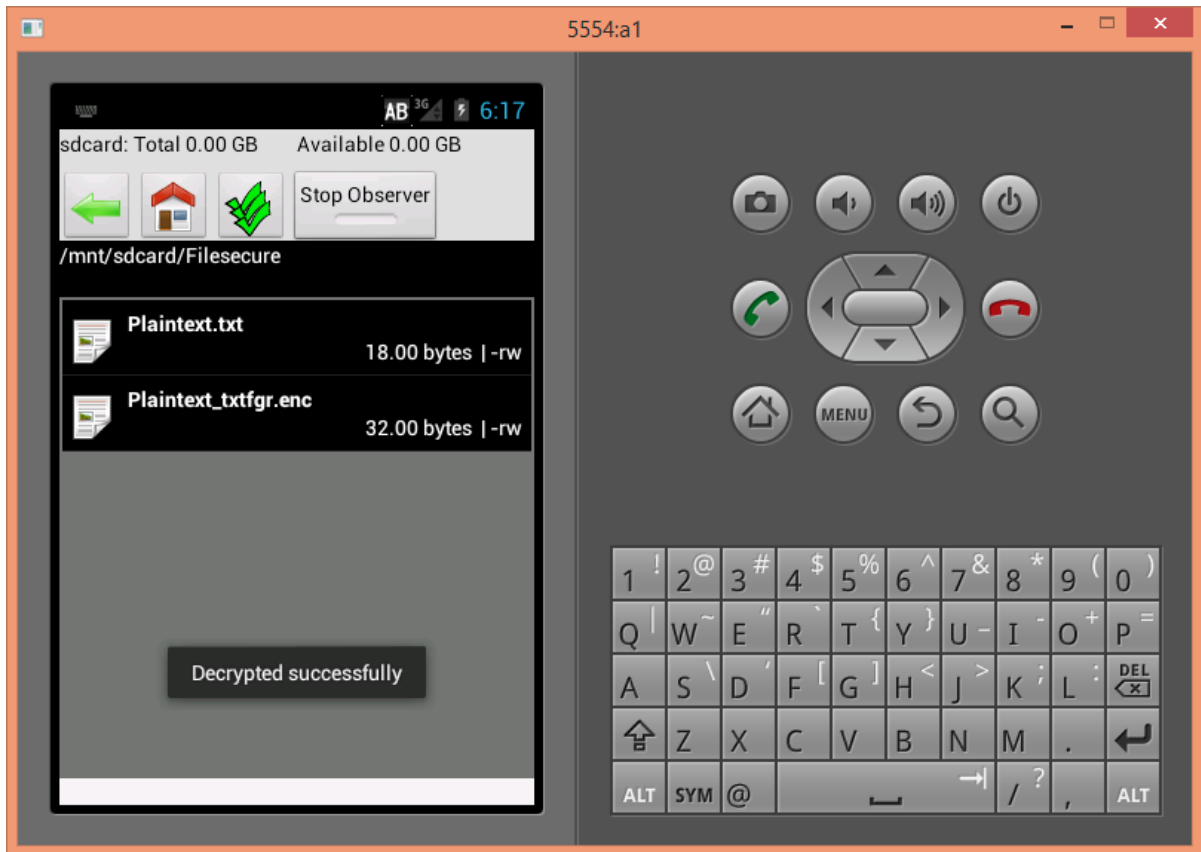 5554:a1
AB 3G 6:17
sdcard: Total 0.00 GB Available 0.00 GB
Stop Observer
/mnt/sdcard/Filesecure
Plaintext.txt
18.00 bytes | -rw
Plaintext_txtfgr.enc
32.00 bytes | -rw
Decrypted successfully
MENU
1 ! 2 @ 3 # 4 $ 5 % 6 ^ 7 & 8 * 9 ( 0 )
Q | W ~ E " R ` T { Y } U _ I - O + P =
A S \ D ' F [ G ] H < J > K ; L : DEL
Z X C V B N M .
ALT SYM @ / ? , ALT